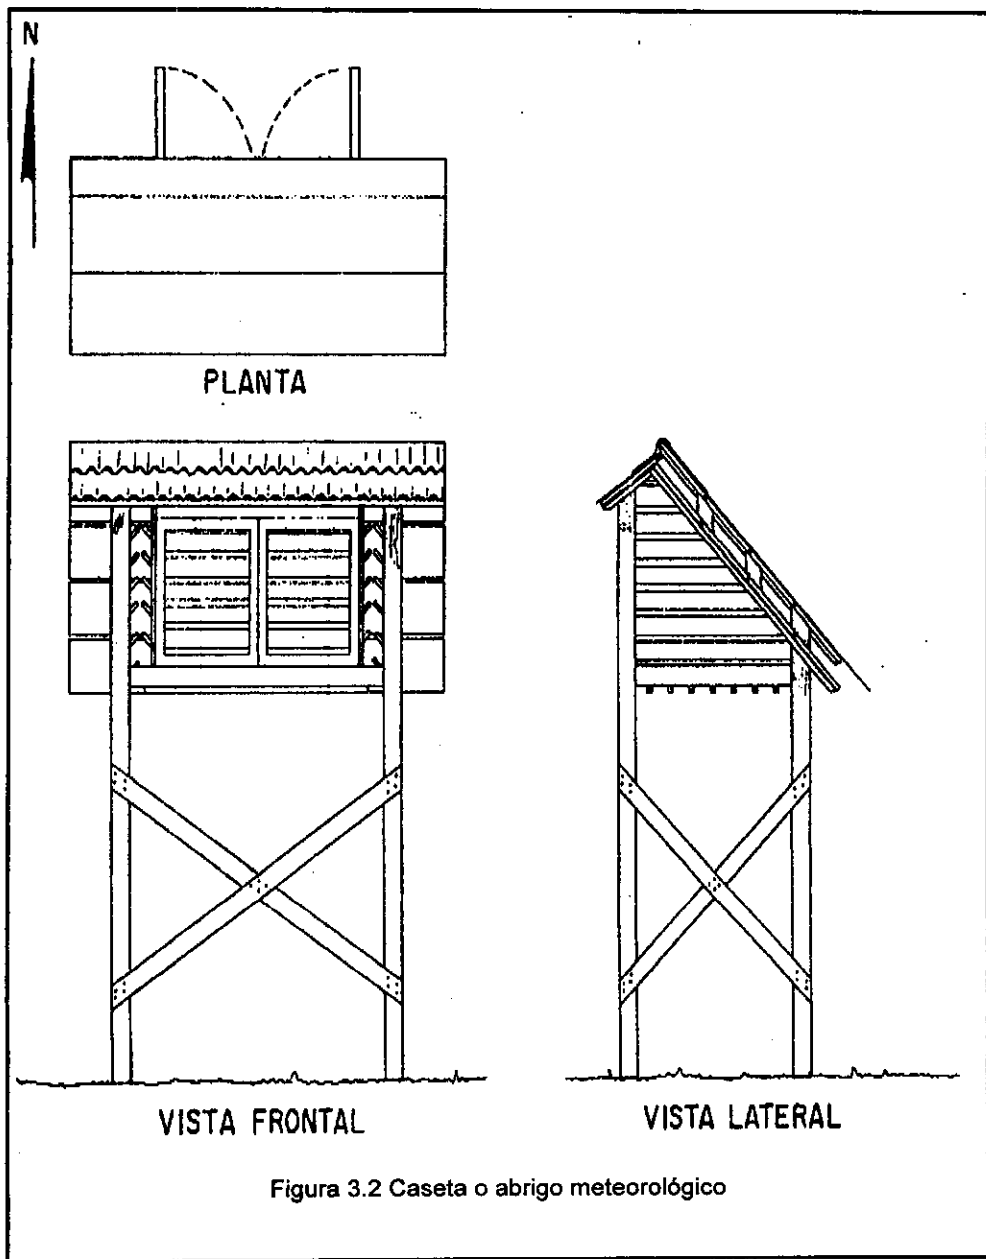 N
PLANTA
VISTA FRONTAL
VISTA LATERAL
Figura 3.2 Caseta o abrigo meteorológico